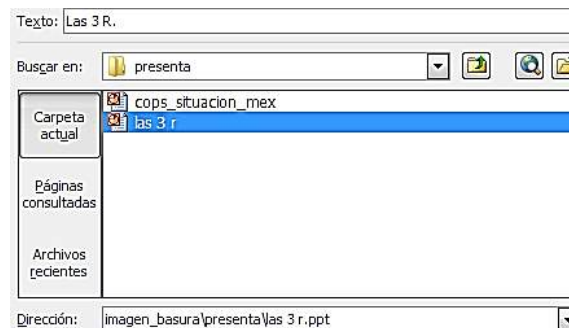 Texto: Las 3 R.
Buscar en: presenta
cops_situacion_mex
las 3 r
Carpeta
actual
Páginas
consultadas
Archivos
recientes
Dirección: imagen_basura\presenta\las 3 r.ppt